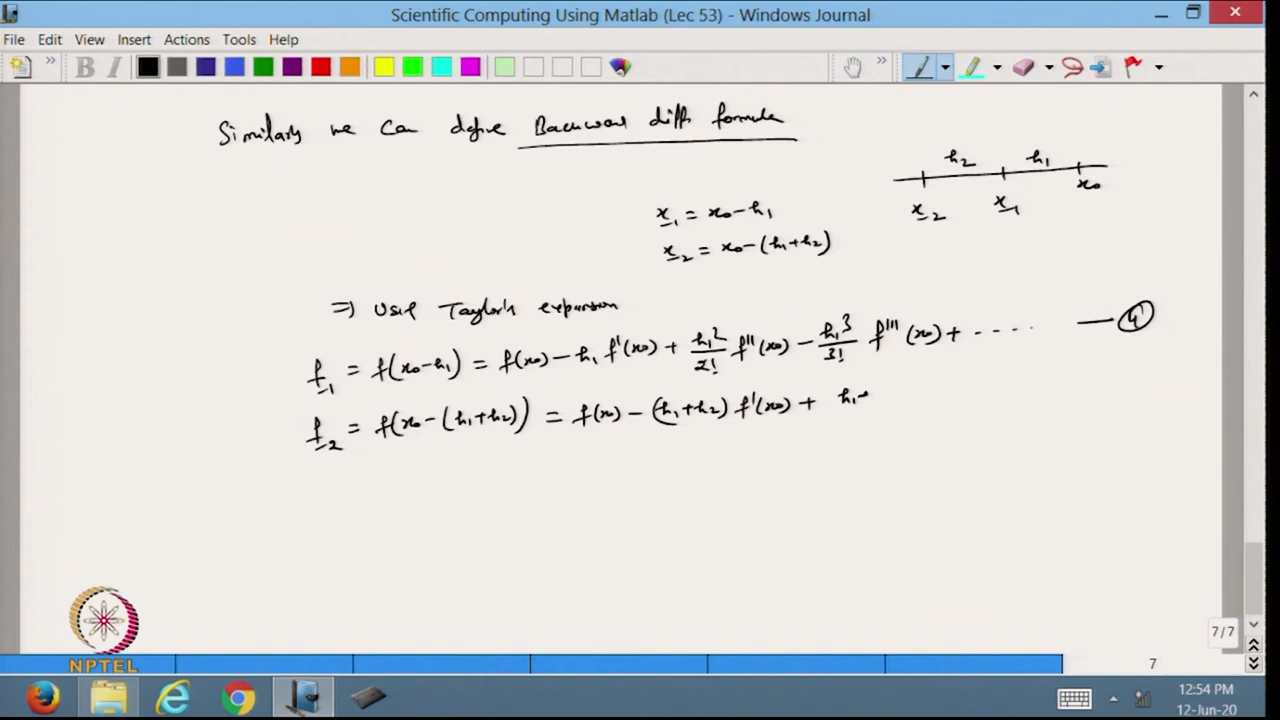 Scientific Computing Using Matlab (Lec 53) - Windows Journal
File Edit View Insert Actions Tools Help
Similarly we can define Backward diff formula
h₂ h₁
x₋₂ x₋₁ x₀
x₋₁ = x₀-h₁
x₋₂ = x₀-(h₁+h₂)
⇒ Use Taylor's expansion
f₋₁ = f(x₀-h₁) = f(x₀) - h₁ f'(x₀) + h₁²/2! f''(x₀) - h₁³/3! f'''(x₀) + ---- — ④
f₋₂ = f(x₀-(h₁+h₂)) = f(x₀) - (h₁+h₂) f'(x₀) + h₁
7/7
NPTEL
7
12:54 PM
12-Jun-20